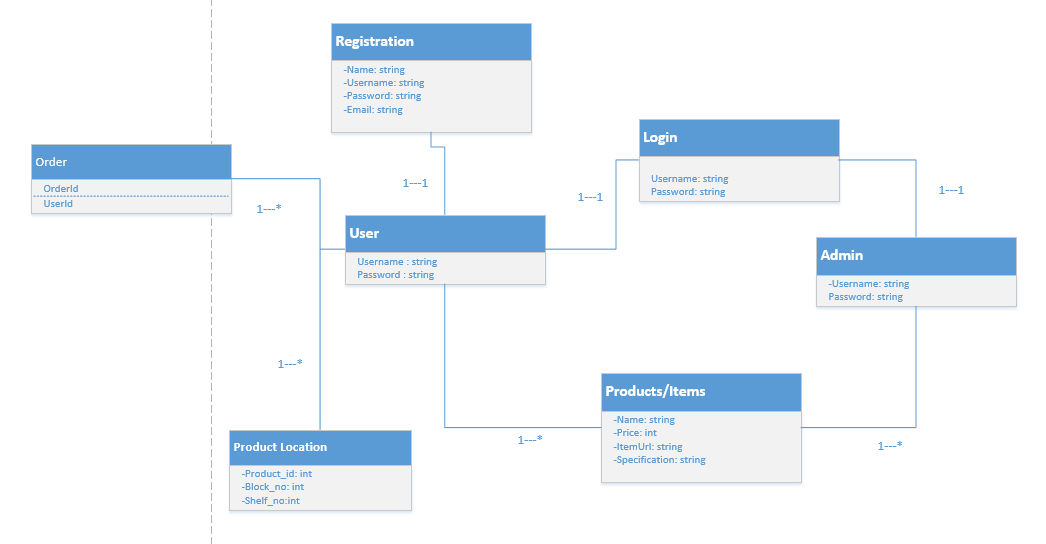 Registration
-Name: string
-Username: string
-Password: string
-Email: string
Login
Username: string
Password: string
Order
OrderId
UserId
1---1
1---1
1---1
1---*
User
Username : string
Password : string
Admin
-Username: string
Password: string
1---*
Products/Items
-Name: string
-Price: int
-ItemUrl: string
-Specification: string
1---*
1---*
Product Location
-Product_id: int
-Block_no: int
-Shelf_no:int